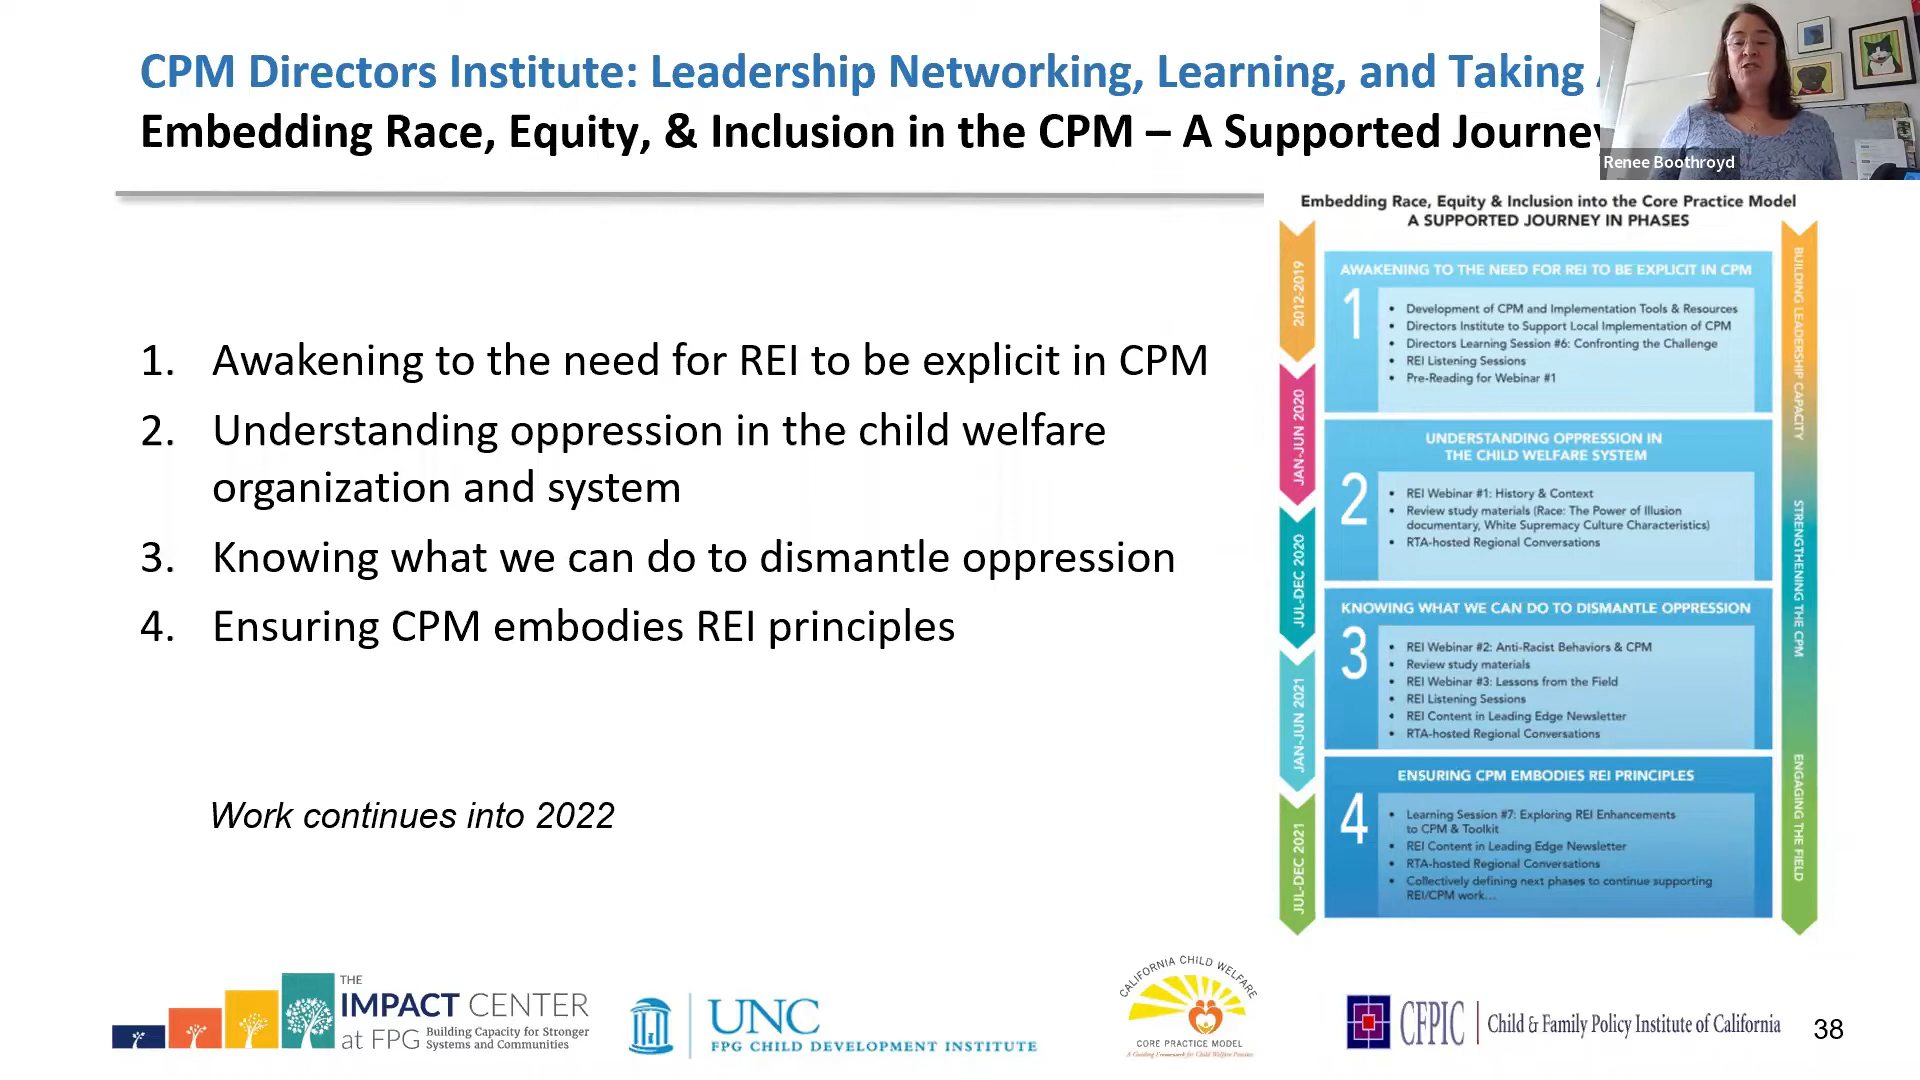 CPM Directors Institute: Leadership Networking, Learning, and Taking
Embedding Race, Equity, & Inclusion in the CPM – A Supported Journey
Renee Boothroyd
1. Awakening to the need for REI to be explicit in CPM
2. Understanding oppression in the child welfare
organization and system
3. Knowing what we can do to dismantle oppression
4. Ensuring CPM embodies REI principles
Work continues into 2022
Embedding Race, Equity & Inclusion into the Core Practice Model
A SUPPORTED JOURNEY IN PHASES
2012-2019
JAN-JUN 2020
JUL-DEC 2020
JAN-JUN 2021
JUL-DEC 2021
AWAKENING TO THE NEED FOR REI TO BE EXPLICIT IN CPM
1
• Development of CPM and Implementation Tools & Resources
• Directors Institute to Support Local Implementation of CPM
• Directors Learning Session #6: Confronting the Challenge
• REI Listening Sessions
• Pre-Reading for Webinar #1
UNDERSTANDING OPPRESSION IN
THE CHILD WELFARE SYSTEM
2
• REI Webinar #1: History & Context
• Review study materials (Race: The Power of Illusion
documentary, White Supremacy Culture Characteristics)
• RTA-hosted Regional Conversations
KNOWING WHAT WE CAN DO TO DISMANTLE OPPRESSION
3
• REI Webinar #2: Anti-Racist Behaviors & CPM
• Review study materials
• REI Webinar #3: Lessons from the Field
• REI Listening Sessions
• REI Content in Leading Edge Newsletter
• RTA-hosted Regional Conversations
ENSURING CPM EMBODIES REI PRINCIPLES
4
• Learning Session #7: Exploring REI Enhancements
to CPM & Toolkit
• REI Content in Leading Edge Newsletter
• RTA-hosted Regional Conversations
• Collectively defining next phases to continue supporting
REI/CPM work...
BUILDING LEADERSHIP CAPACITY
STRENGTHENING THE CPM
ENGAGING THE FIELD
THE
IMPACT CENTER
at FPG
Building Capacity for Stronger
Systems and Communities
UNC
FPG CHILD DEVELOPMENT INSTITUTE
CALIFORNIA CHILD WELFARE
CORE PRACTICE MODEL
A Guiding Framework for Child Welfare Practice
CFPIC
Child & Family Policy Institute of California
38